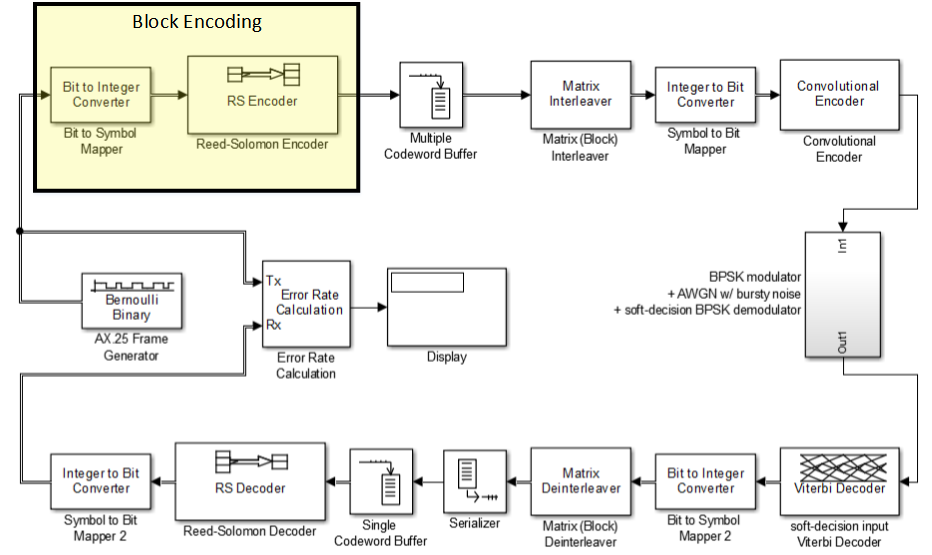 Block Encoding
Bit to Integer
Converter
Bit to Symbol
Mapper
RS Encoder
Reed-Solomon Encoder
Multiple
Codeword Buffer
Matrix
Interleaver
Matrix (Block)
Interleaver
Integer to Bit
Converter
Symbol to Bit
Mapper
Convolutional
Encoder
Convolutional
Encoder
In1
Out1
BPSK modulator
+ AWGN w/ bursty noise
+ soft-decision BPSK demodulator
Bernoulli
Binary
AX.25 Frame
Generator
Tx
Error Rate
Calculation
Rx
Error Rate
Calculation
Display
Integer to Bit
Converter
Symbol to Bit
Mapper 2
RS Decoder
Reed-Solomon Decoder
Single
Codeword Buffer
Serializer
Matrix
Deinterleaver
Matrix (Block)
Deinterleaver
Bit to Integer
Converter
Bit to Symbol
Mapper 2
Viterbi Decoder
soft-decision input
Viterbi Decoder